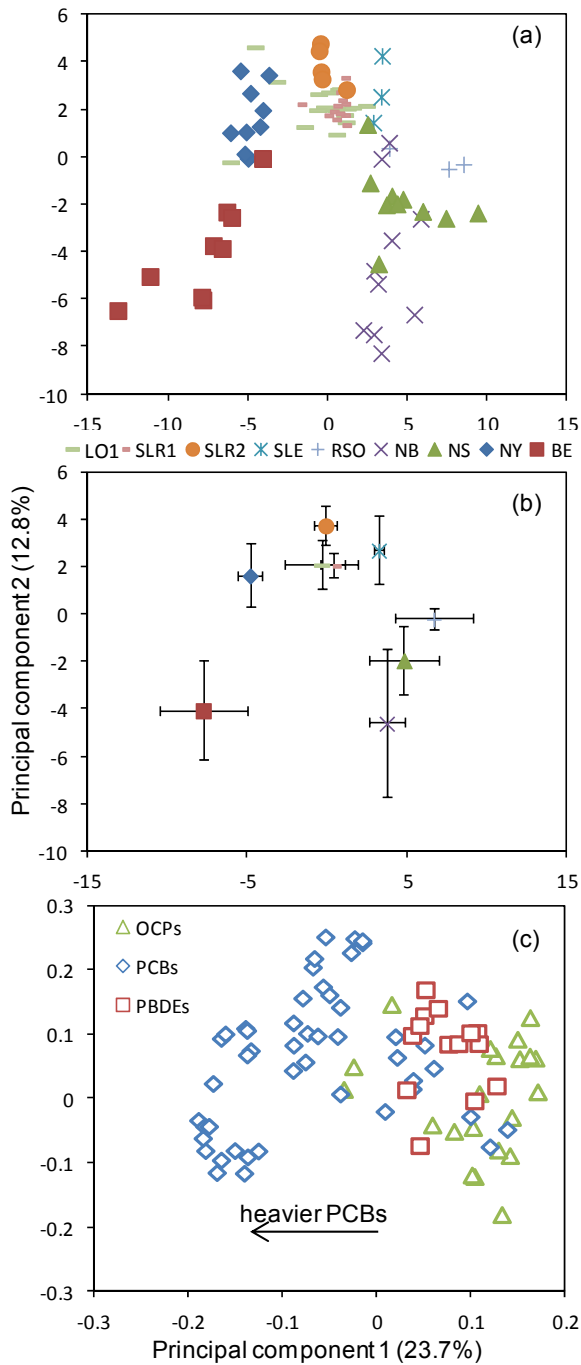 (a)
6
4
2
0
-2
-4
-6
-8
-10
-15 -10 -5 0 5 10 15
LO1 SLR1 SLR2 SLE RSO NB NS NY BE
(b)
6
4
2
0
-2
-4
-6
-8
-10
-15 -5 5 15
Principal component 2 (12.8%)
(c)
OCPs
PCBs
PBDEs
heavier PCBs
0.3
0.2
0.1
0
-0.1
-0.2
-0.3
-0.3 -0.2 -0.1 0 0.1 0.2
Principal component 1 (23.7%)